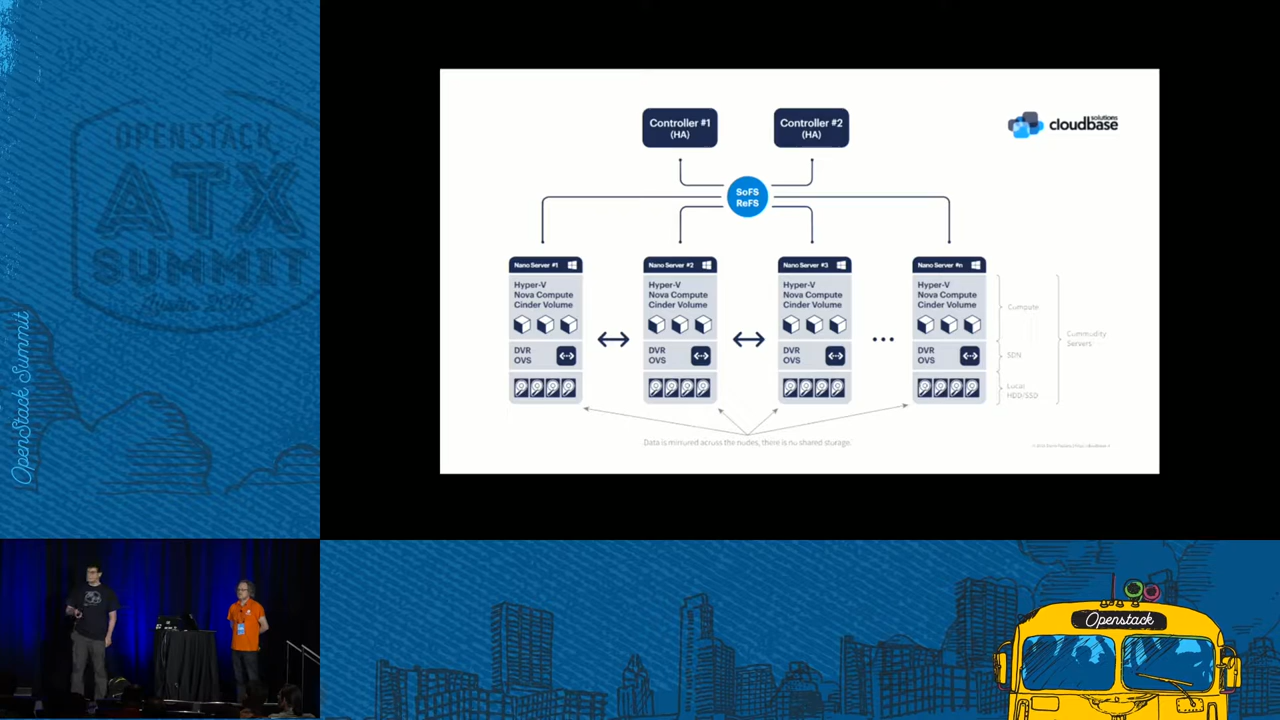 OPENSTACK
ATX
SUMMIT
OpenStack Summit
Controller #1
(HA)
Controller #2
(HA)
solutions
cloudbase
SoFS
ReFS
Nano Server #1
Hyper-V
Nova Compute
Cinder Volume
DVR
OVS
Nano Server #2
Hyper-V
Nova Compute
Cinder Volume
DVR
OVS
Nano Server #3
Hyper-V
Nova Compute
Cinder Volume
DVR
OVS
Nano Server #n
Hyper-V
Nova Compute
Cinder Volume
DVR
OVS
Compute
SDN
Local
HDD/SSD
Commodity
Servers
Data is mirrored across the nodes, there is no shared storage.
Openstack